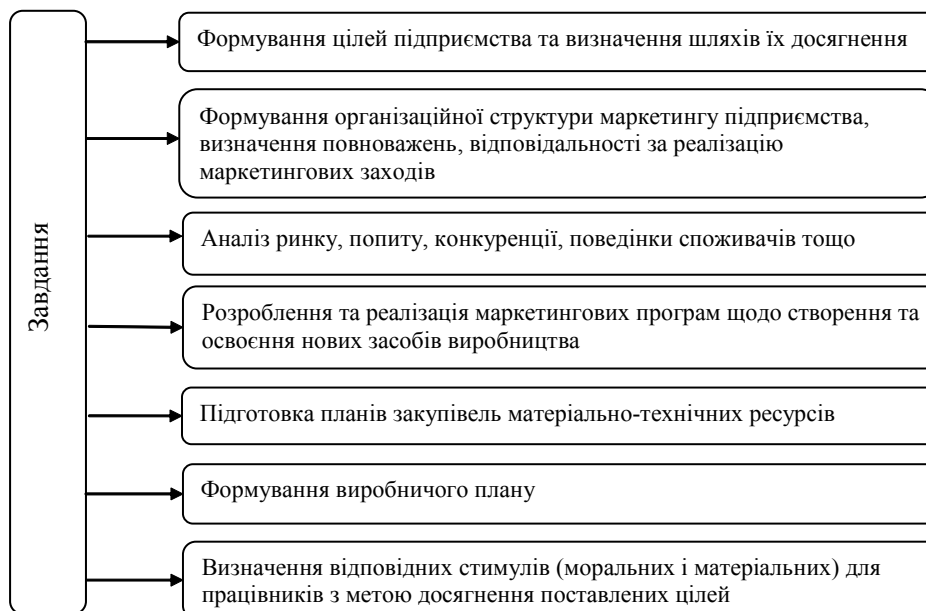 Завдання
Формування цілей підприємства та визначення шляхів їх досягнення
Формування організаційної структури маркетингу підприємства,
визначення повноважень, відповідальності за реалізацію
маркетингових заходів
Аналіз ринку, попиту, конкуренції, поведінки споживачів тощо
Розроблення та реалізація маркетингових програм щодо створення та
освоєння нових засобів виробництва
Підготовка планів закупівель матеріально-технічних ресурсів
Формування виробничого плану
Визначення відповідних стимулів (моральних і матеріальних) для
працівників з метою досягнення поставлених цілей